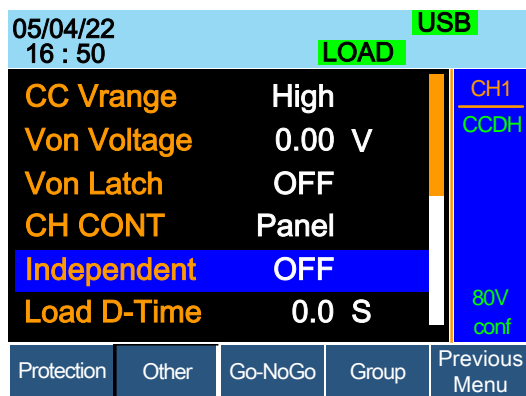 05/04/22
USB
16 : 50
LOAD
CC Vrange High
Von Voltage 0.00 V
Von Latch OFF
CH CONT Panel
Independent OFF
Load D-Time 0.0 S
CH1
CCDH
80V
conf
Protection
Other
Go-NoGo
Group
Previous
Menu